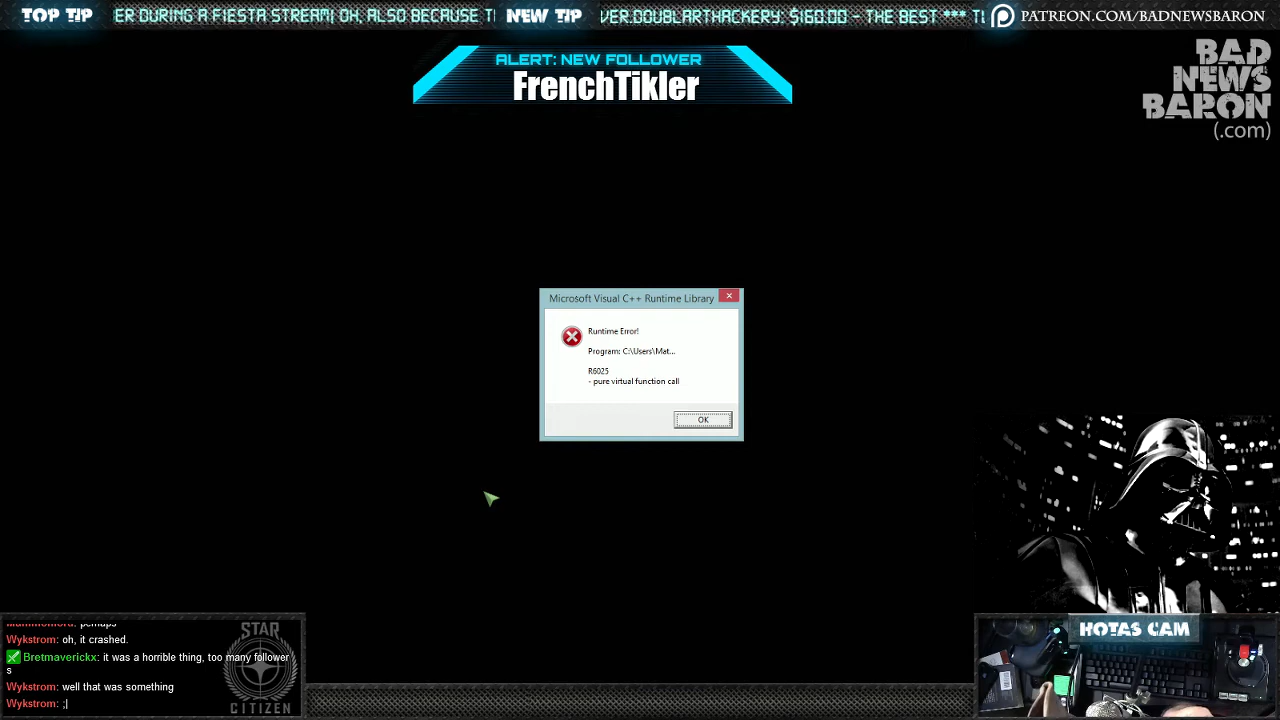 TOP TIP
ER DURING A FIESTA STREAM! OH, ALSO BECAUSE
NEW TIP
VER.DOUBLARTHACKERY: $160.00 - THE BEST ***
PATREON.COM/BADNEWSBARON
ALERT: NEW FOLLOWER
FrenchTikler
BAD
NEWS
BARON
(.com)
Microsoft Visual C++ Runtime Library
Runtime Error!
Program: C:\Users\Mat...
R6025
- pure virtual function call
OK
perhaps
Wykstrom: oh, it crashed.
Bretmaverickx: it was a horrible thing, too many follower
s
Wykstrom: well that was something
Wykstrom: ;|
STAR
CITIZEN
HOTAS CAM